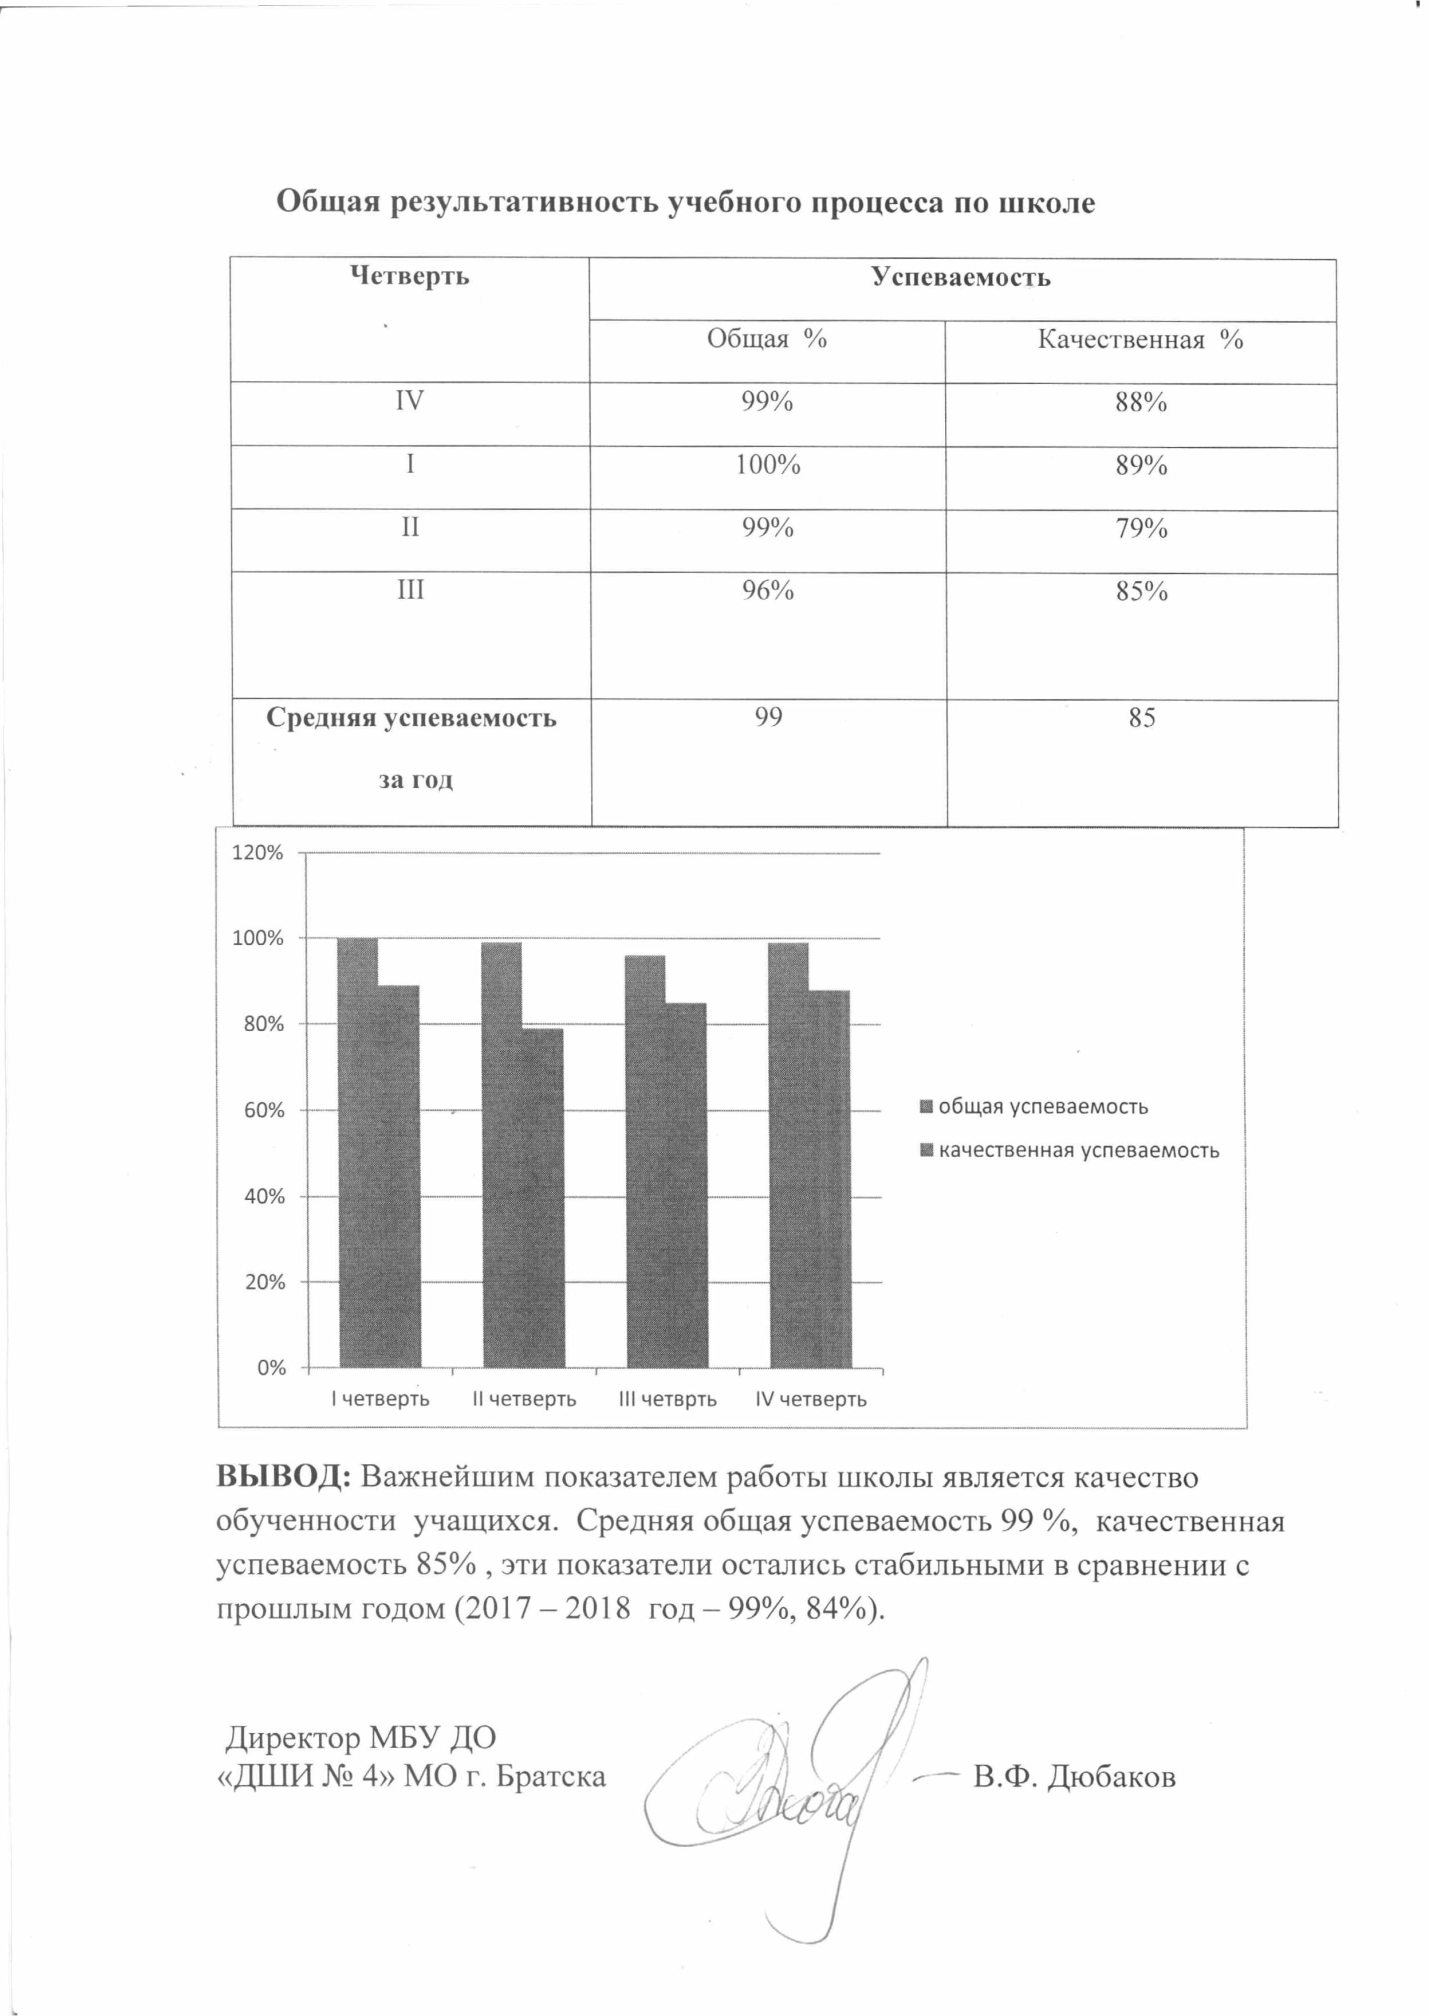 Общая результативность учебного процесса по школе
Четверть Успеваемость
Общая % Качественная %
IV 99% 88%
I 100% 89%
II 99% 79%
III 96% 85%
Средняя успеваемость 99 85
за год
120%
100%
80%
60%
40%
20%
0%
I четверть II четверть III четврть IV четверть
общая успеваемость
качественная успеваемость
ВЫВОД: Важнейшим показателем работы школы является качество
обученности учащихся. Средняя общая успеваемость 99 %, качественная
успеваемость 85% , эти показатели остались стабильными в сравнении с
прошлым годом (2017 – 2018 год – 99%, 84%).
Директор МБУ ДО
«ДШИ № 4» МО г. Братска В.Ф. Дюбаков